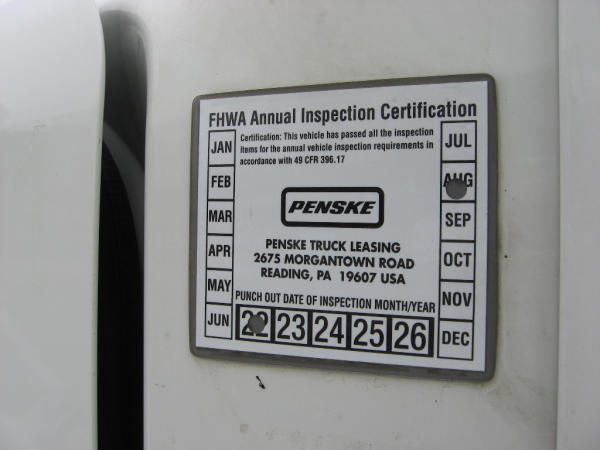 FHWA Annual Inspection Certification
Certification: This vehicle has passed all the inspection
items for the annual vehicle inspection requirements in
accordance with 49 CFR 396.17
JAN
FEB
MAR
APR
MAY
JUN
JUL
AUG
SEP
OCT
NOV
DEC
PENSKE
PENSKE TRUCK LEASING
2675 MORGANTOWN ROAD
READING, PA 19607 USA
PUNCH OUT DATE OF INSPECTION MONTH/YEAR
22 23 24 25 26